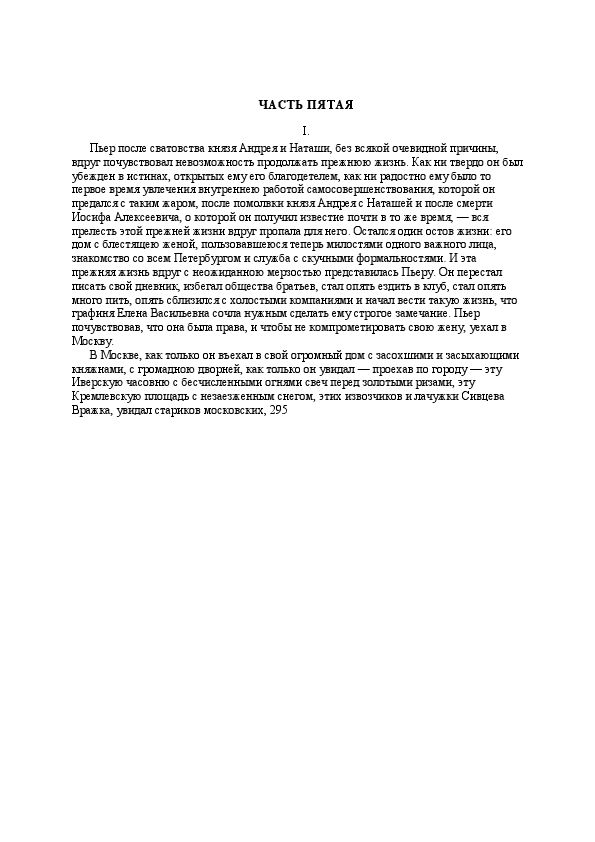 ЧАСТЬ ПЯТАЯ
I.
Пьер после сватовства князя Андрея и Наташи, без всякой очевидной причины,
вдруг почувствовал невозможность продолжать прежнюю жизнь. Как ни твердо он был
убежден в истинах, открытых ему его благодетелем, как ни радостно ему было то
первое время увлечения внутреннею работой самосовершенствования, которой он
предался с таким жаром, после помолвки князя Андрея с Наташей и после смерти
Иосифа Алексеевича, о которой он получил известие почти в то же время, — вся
прелесть этой прежней жизни вдруг пропала для него. Остался один остов жизни: его
дом с блестящею женой, пользовавшеюся теперь милостями одного важного лица,
знакомство со всем Петербургом и служба с скучными формальностями. И эта
прежняя жизнь вдруг с неожиданною мерзостью представилась Пьеру. Он перестал
писать свой дневник, избегал общества братьев, стал опять ездить в клуб, стал опять
много пить, опять сблизился с холостыми компаниями и начал вести такую жизнь, что
графиня Елена Васильевна сочла нужным сделать ему строгое замечание. Пьер
почувствовав, что она была права, и чтобы не компрометировать свою жену, уехал в
Москву.
В Москве, как только он въехал в свой огромный дом с засохшими и засыхающими
княжнами, с громадною дворней, как только он увидал — проехав по городу — эту
Иверскую часовню с бесчисленными огнями свеч перед золотыми ризами, эту
Кремлевскую площадь с незаезженным снегом, этих извозчиков и лачужки Сивцева
Вражка, увидал стариков московских, 295